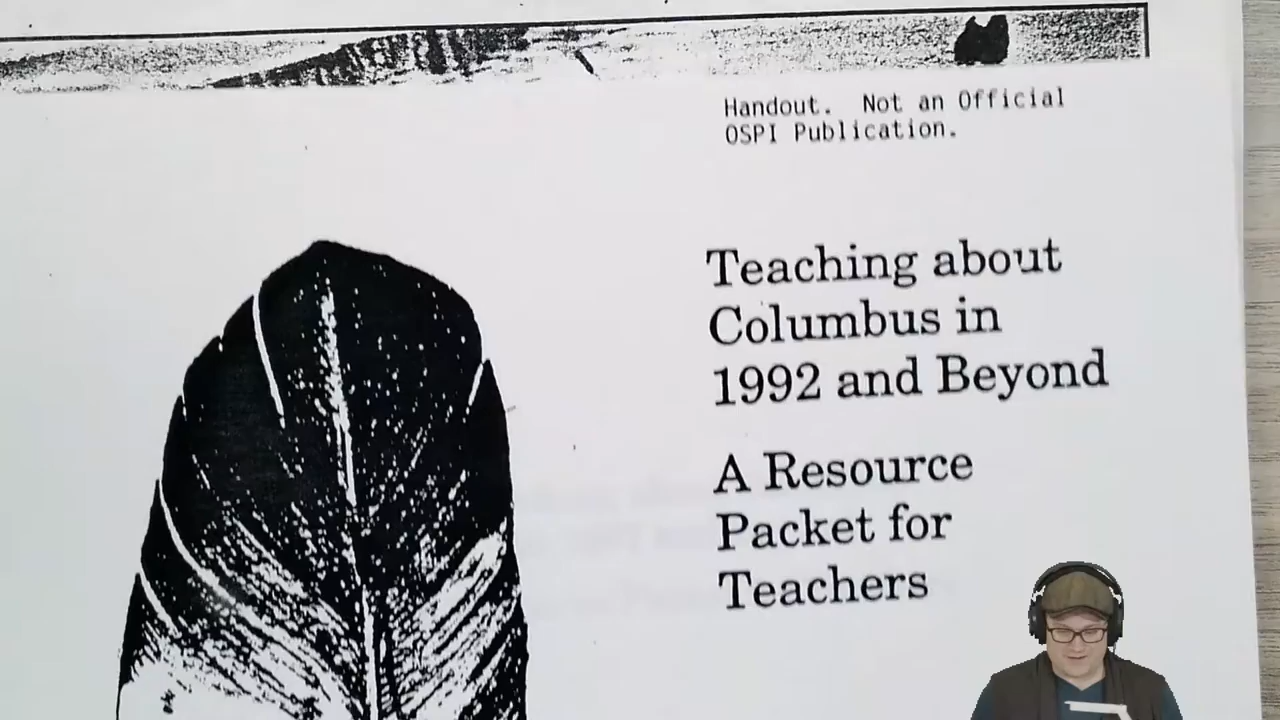 Handout. Not an Official
OSPI Publication.
Teaching about
Columbus in
1992 and Beyond
A Resource
Packet for
Teachers